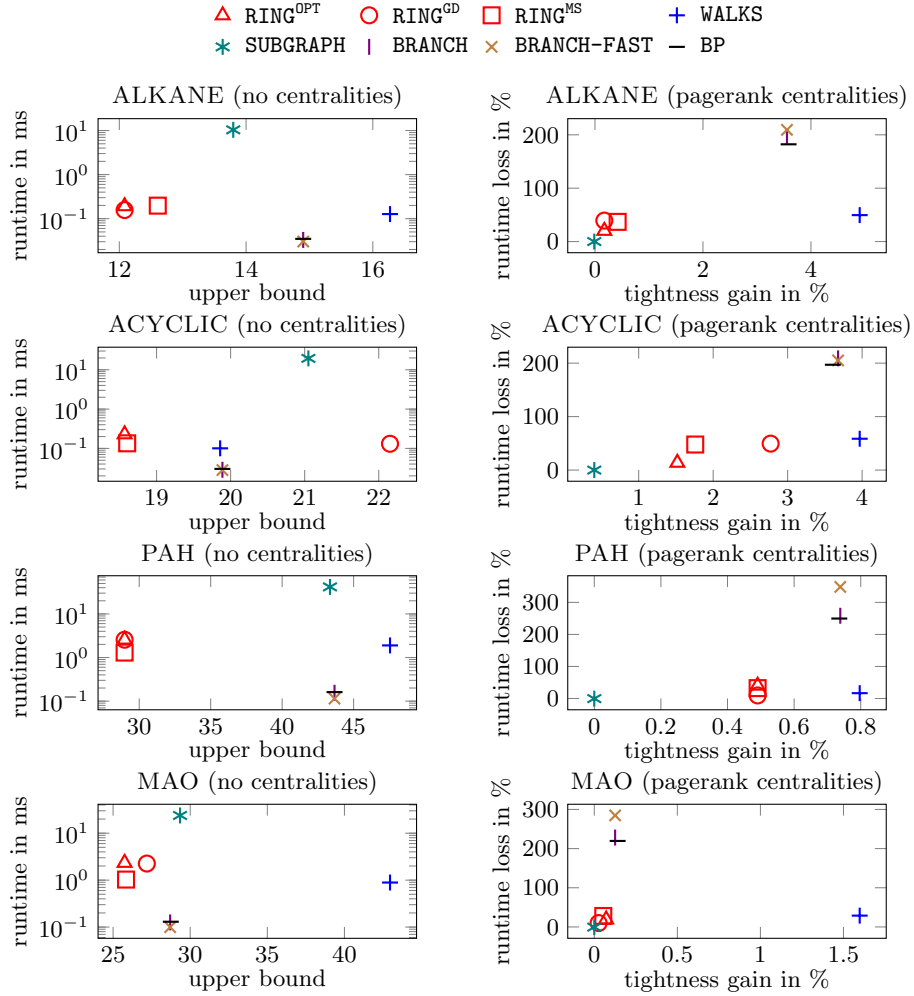 RING^OPT RING^GD RING^MS WALKS
SUBGRAPH BRANCH BRANCH-FAST BP
ALKANE (no centralities)
runtime in ms
10^1
10^0
10^−1
12 14 16
upper bound
ALKANE (pagerank centralities)
runtime loss in %
200
100
0
0 2 4
tightness gain in %
ACYCLIC (no centralities)
runtime in ms
10^1
10^0
10^−1
19 20 21 22
upper bound
ACYCLIC (pagerank centralities)
runtime loss in %
200
100
0
1 2 3 4
tightness gain in %
PAH (no centralities)
runtime in ms
10^1
10^0
10^−1
30 35 40 45
upper bound
PAH (pagerank centralities)
runtime loss in %
300
200
100
0
0 0.2 0.4 0.6 0.8
tightness gain in %
MAO (no centralities)
runtime in ms
10^1
10^0
10^−1
25 30 40
upper bound
MAO (pagerank centralities)
runtime loss in %
300
200
100
0
0 0.5 1 1.5
tightness gain in %